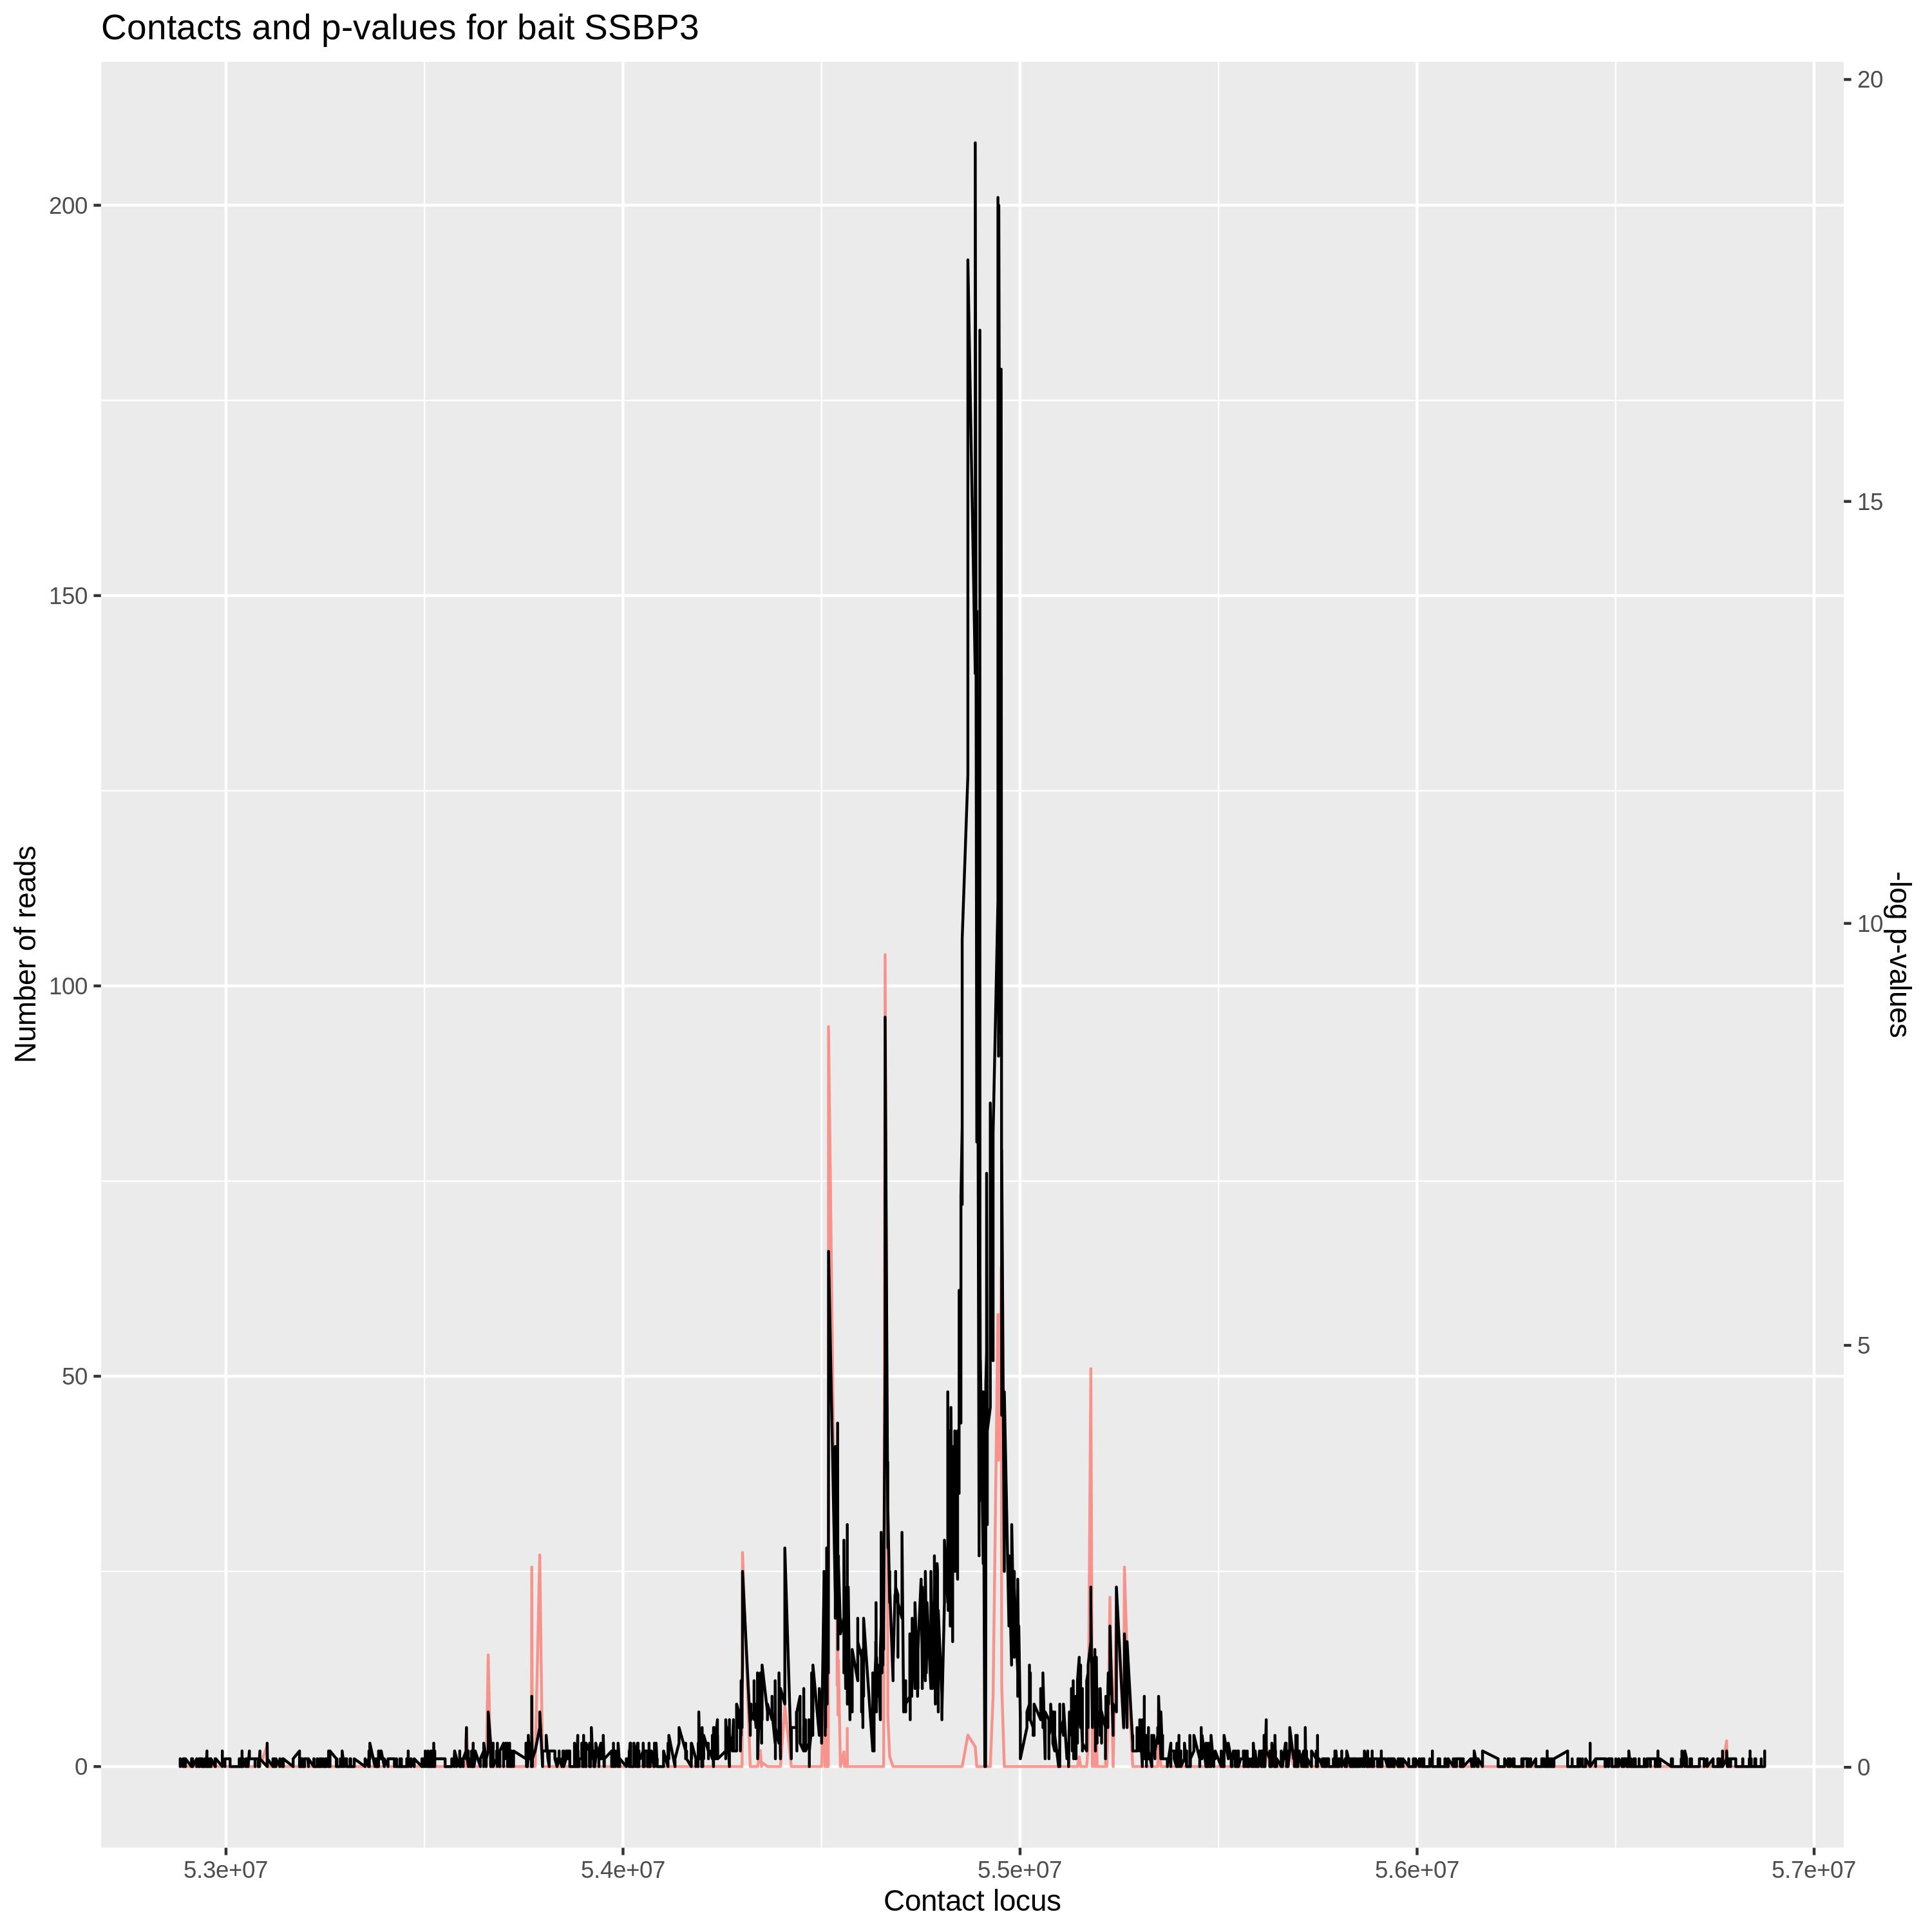 Contacts and p-values for bait SSBP3
Number of reads
200
150
100
50
0
20
15
10
5
0
-log p-values
5.3e+07 5.4e+07 5.5e+07 5.6e+07 5.7e+07
Contact locus